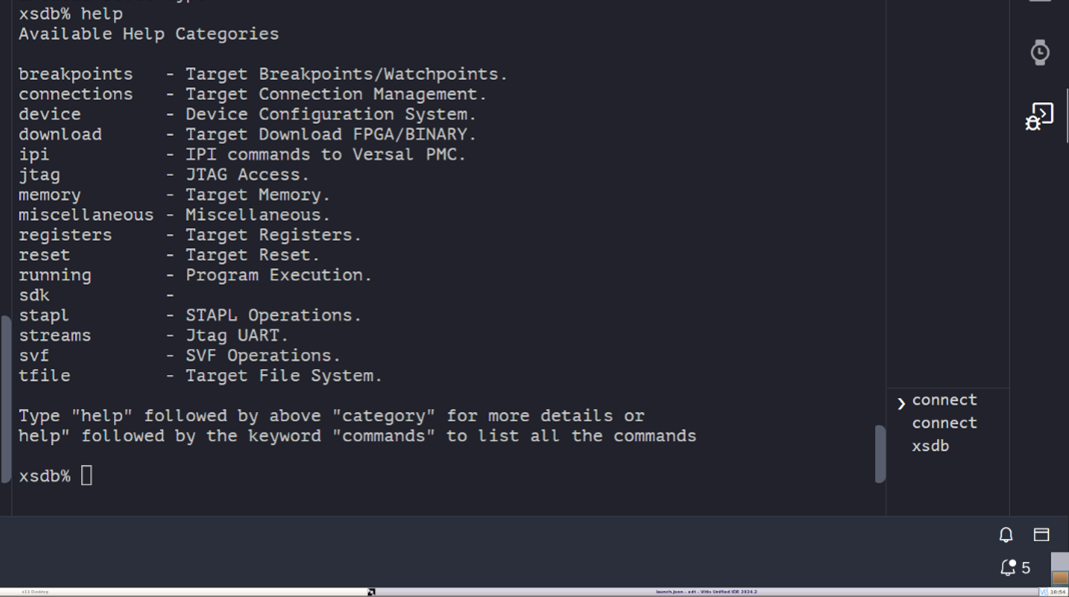 xsdb% help
Available Help Categories
breakpoints - Target Breakpoints/Watchpoints.
connections - Target Connection Management.
device - Device Configuration System.
download - Target Download FPGA/BINARY.
ipi - IPI commands to Versal PMC.
jtag - JTAG Access.
memory - Target Memory.
miscellaneous - Miscellaneous.
registers - Target Registers.
reset - Target Reset.
running - Program Execution.
sdk -
stapl - STAPL Operations.
streams - Jtag UART.
svf - SVF Operations.
tfile - Target File System.
Type "help" followed by above "category" for more details or
help" followed by the keyword "commands" to list all the commands
xsdb%
connect
connect
xsdb
5
launch.json - edt - Vitis Unified IDE 2024.2
10:54